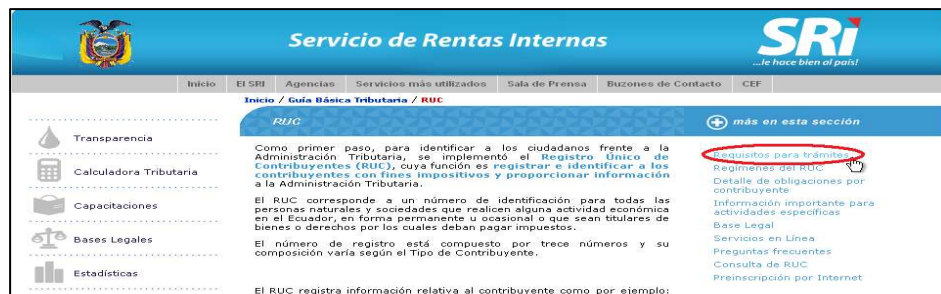 Servicio de Rentas Internas
SRi
...le hace bien al país!
Inicio El SRI Agencias Servicios más utilizados Sala de Prensa Buzones de Contacto CEF
Inicio / Guía Básica Tributaria / RUC
Transparencia
Calculadora Tributaria
Capacitaciones
Bases Legales
Estadísticas
RUC
Como primer paso, para identificar a los ciudadanos frente a la
Administración Tributaria, se implementó el Registro Único de
Contribuyentes (RUC), cuya función es registrar e identificar a los
contribuyentes con fines impositivos y proporcionar información
a la Administración Tributaria.
El RUC corresponde a un número de identificación para todas las
personas naturales y sociedades que realicen alguna actividad económica
en el Ecuador, en forma permanente u ocasional o que sean titulares de
bienes o derechos por los cuales deban pagar impuestos.
El número de registro está compuesto por trece números y su
composición varía según el Tipo de Contribuyente.
El RUC registra información relativa al contribuyente como por ejemplo:
más en esta sección
Requisitos para trámites
Regímenes del RUC
Detalle de obligaciones por
contribuyente
Información importante para
actividades específicas
Base Legal
Servicios en Línea
Preguntas frecuentes
Consulta de RUC
Preinscripción por Internet